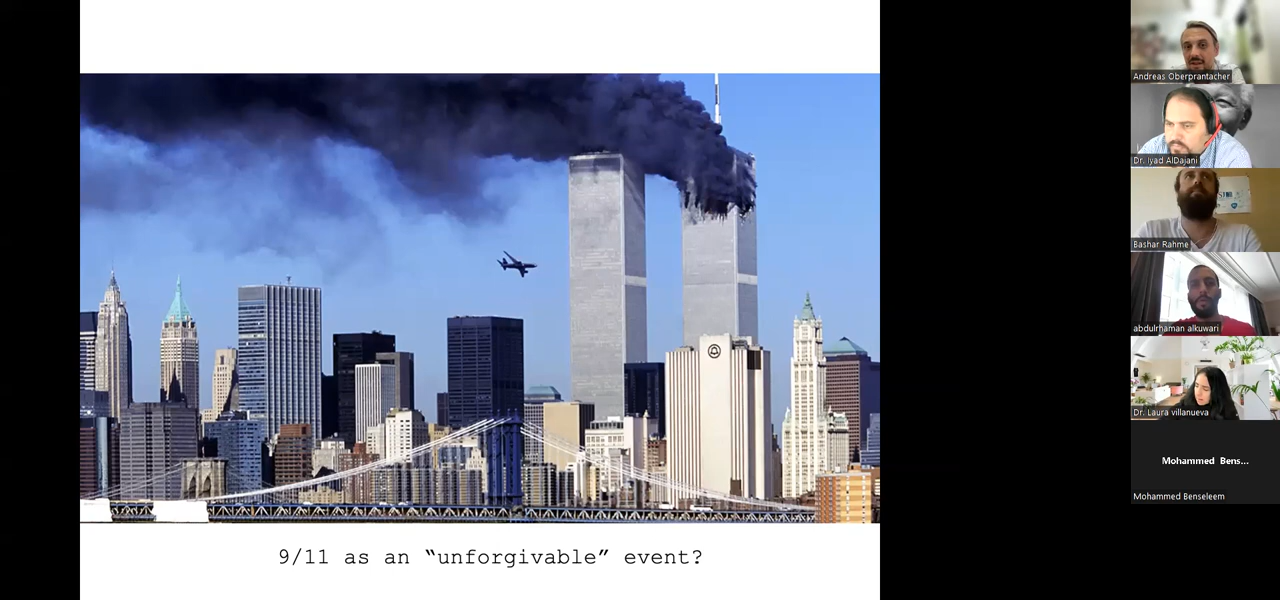 9/11 as an “unforgivable” event?
Andreas Oberprantacher
Dr. Iyad AlDajani
Bashar Rahme
abdulrhaman alkuwari
Dr. Laura villanueva
Mohammed Bens...
Mohammed Benseleem